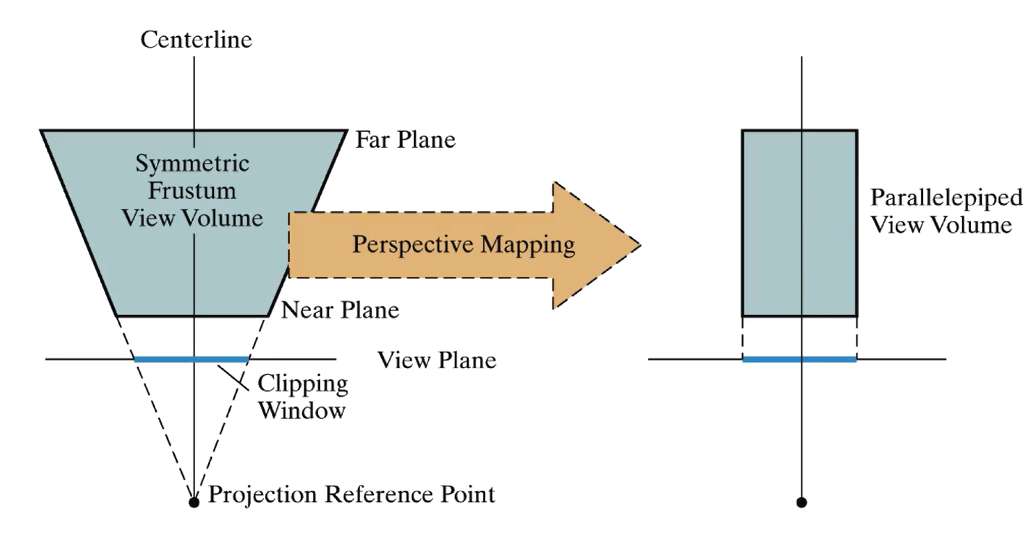 Centerline
Far Plane
Symmetric
Frustum
View Volume
Perspective Mapping
Parallelepiped
View Volume
Near Plane
View Plane
Clipping
Window
Projection Reference Point